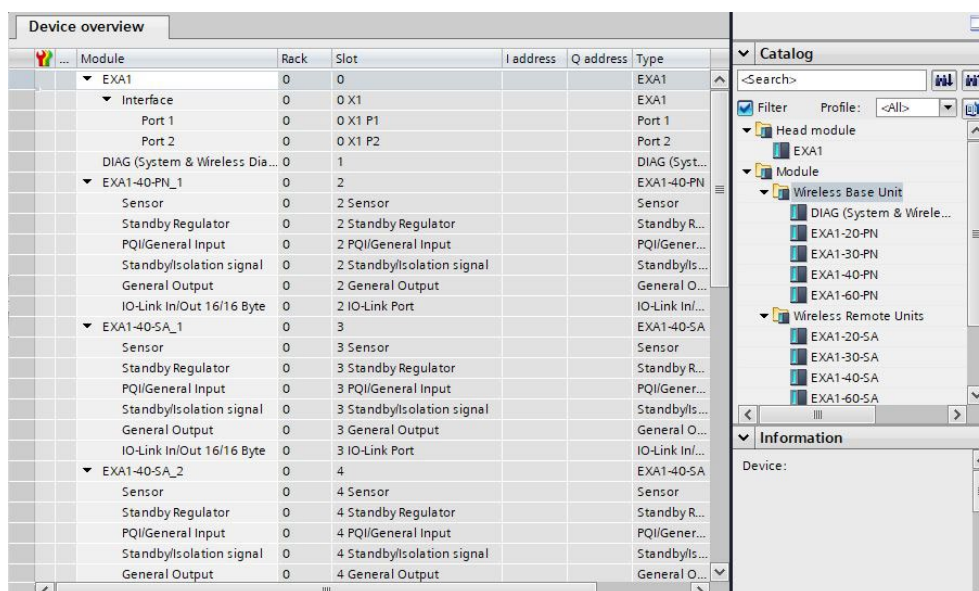 Device overview
... Module Rack Slot I address Q address Type
EXA1 0 0 EXA1
Interface 0 0 X1 EXA1
Port 1 0 0 X1 P1 Port 1
Port 2 0 0 X1 P2 Port 2
DIAG (System & Wireless Dia... 0 1 DIAG (Syst...
EXA1-40-PN_1 0 2 EXA1-40-PN
Sensor 0 2 Sensor Sensor
Standby Regulator 0 2 Standby Regulator Standby R...
PQI/General Input 0 2 PQI/General Input PQI/Gener...
Standby/Isolation signal 0 2 Standby/Isolation signal Standby/Is...
General Output 0 2 General Output General O...
IO-Link In/Out 16/16 Byte 0 2 IO-Link Port IO-Link In/...
EXA1-40-SA_1 0 3 EXA1-40-SA
Sensor 0 3 Sensor Sensor
Standby Regulator 0 3 Standby Regulator Standby R...
PQI/General Input 0 3 PQI/General Input PQI/Gener...
Standby/Isolation signal 0 3 Standby/Isolation signal Standby/Is...
General Output 0 3 General Output General O...
IO-Link In/Out 16/16 Byte 0 3 IO-Link Port IO-Link In/...
EXA1-40-SA_2 0 4 EXA1-40-SA
Sensor 0 4 Sensor Sensor
Standby Regulator 0 4 Standby Regulator Standby R...
PQI/General Input 0 4 PQI/General Input PQI/Gener...
Standby/Isolation signal 0 4 Standby/Isolation signal Standby/Is...
General Output 0 4 General Output General O...
Catalog
<Search>
Filter Profile: <All>
Head module
EXA1
Module
Wireless Base Unit
DIAG (System & Wirele...
EXA1-20-PN
EXA1-30-PN
EXA1-40-PN
EXA1-60-PN
Wireless Remote Units
EXA1-20-SA
EXA1-30-SA
EXA1-40-SA
EXA1-60-SA
Information
Device: